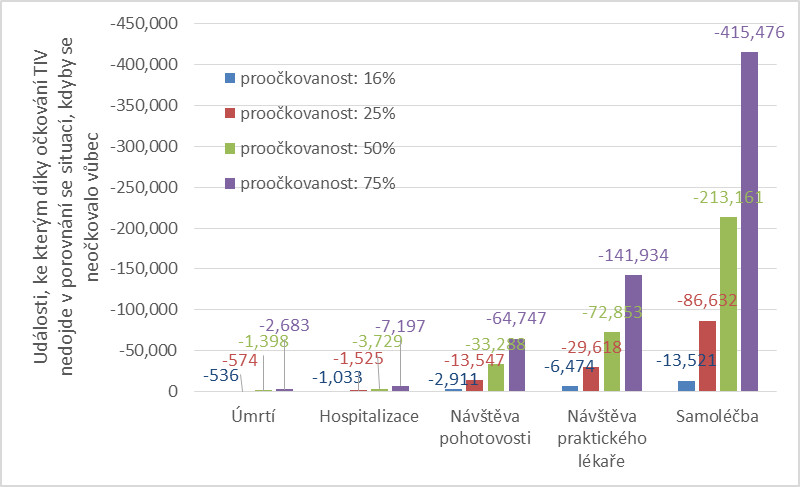 -450,000
-400,000
-350,000
-300,000
-250,000
-200,000
-150,000
-100,000
-50,000
0
Události, ke kterým díky očkování TIV
nedojde v porovnání se situací, kdyby se
neočkovalo vůbec
proočkovanost: 16%
proočkovanost: 25%
proočkovanost: 50%
proočkovanost: 75%
-536
-574
-1,398
-2,683
-1,033
-1,525
-3,729
-7,197
-2,911
-13,547
-33,288
-64,747
-6,474
-29,618
-72,853
-141,934
-13,521
-86,632
-213,161
-415,476
Úmrtí
Hospitalizace
Návštěva
pohotovosti
Návštěva
praktického
lékaře
Samoléčba